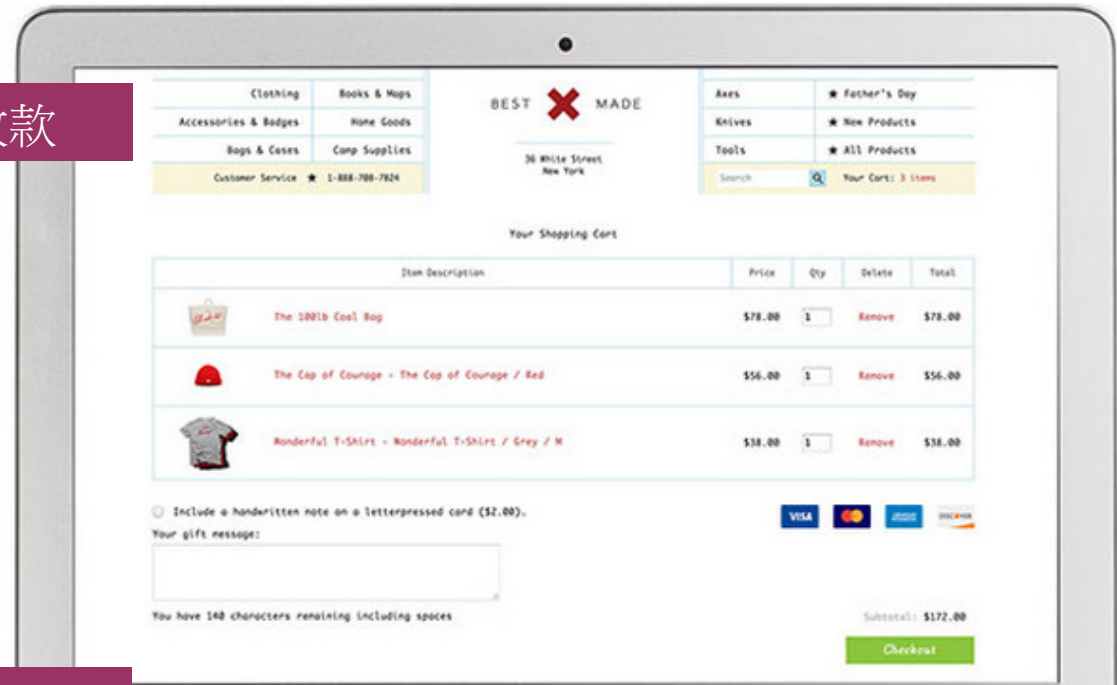 款
Clothing
Books & Maps
Accessories & Badges
Home Goods
Bags & Cases
Camp Supplies
Customer Service ★ 1-888-708-7824
BEST MADE
36 White Street
New York
Axes
★ Father's Day
Knives
★ New Products
Tools
★ All Products
Search
Your Cart: 3 items
Your Shopping Cart
Item Description Price Qty Delete Total
The 100lb Coal Bag $78.00 1 Remove $78.00
The Cap of Courage - The Cap of Courage / Red $56.00 1 Remove $56.00
Wonderful T-Shirt - Wonderful T-Shirt / Grey / M $38.00 1 Remove $38.00
Include a handwritten note on a letterpressed card ($2.00).
VISA
DISCOVER
Your gift message:
You have 140 characters remaining including spaces
Subtotal: $172.00
Checkout